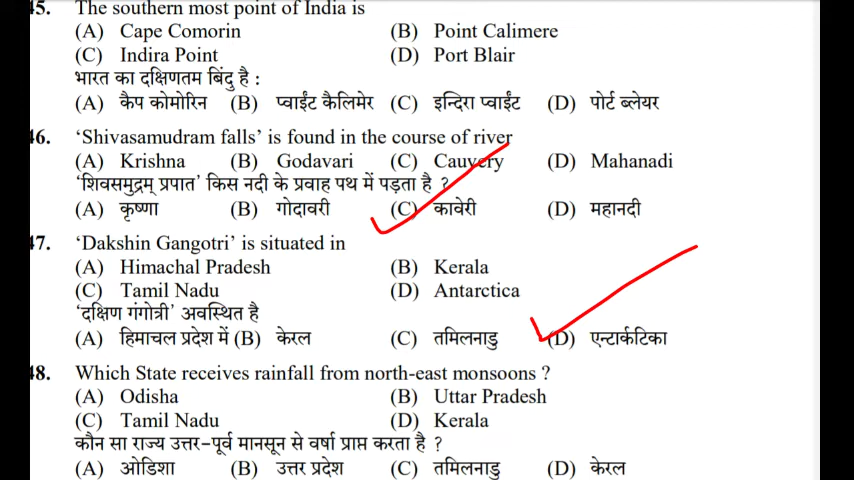 45. The southern most point of India is
(A) Cape Comorin (B) Point Calimere
(C) Indira Point (D) Port Blair
भारत का दक्षिणतम बिंदु है :
(A) कैप कोमोरिन (B) प्वाईंट कैलिमेर (C) इन्दिरा प्वाईंट (D) पोर्ट ब्लेयर
46. ‘Shivasamudram falls’ is found in the course of river
(A) Krishna (B) Godavari (C) Cauvery (D) Mahanadi
‘शिवसमुद्रम् प्रपात’ किस नदी के प्रवाह पथ में पड़ता है ?
(A) कृष्णा (B) गोदावरी (C) कावेरी (D) महानदी
47. ‘Dakshin Gangotri’ is situated in
(A) Himachal Pradesh (B) Kerala
(C) Tamil Nadu (D) Antarctica
‘दक्षिण गंगोत्री’ अवस्थित है
(A) हिमाचल प्रदेश में (B) केरल (C) तमिलनाडु (D) एन्टार्कटिका
48. Which State receives rainfall from north-east monsoons ?
(A) Odisha (B) Uttar Pradesh
(C) Tamil Nadu (D) Kerala
कौन सा राज्य उत्तर-पूर्व मानसून से वर्षा प्राप्त करता है ?
(A) ओडिशा (B) उत्तर प्रदेश (C) तमिलनाडु (D) केरल